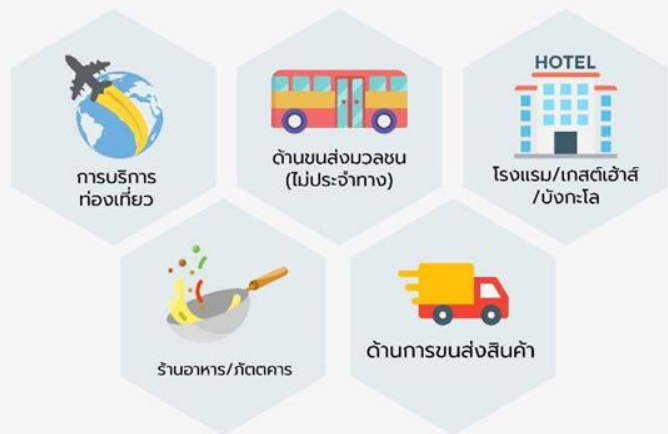 การบริการ
ท่องเที่ยว
ด้านขนส่งมวลชน
(ไม่ประจำทาง)
HOTEL
โรงแรม/เกสต์เฮ้าส์
/บังกะโล
ร้านอาหาร/ภัตตคาร
ด้านการขนส่งสินค้า